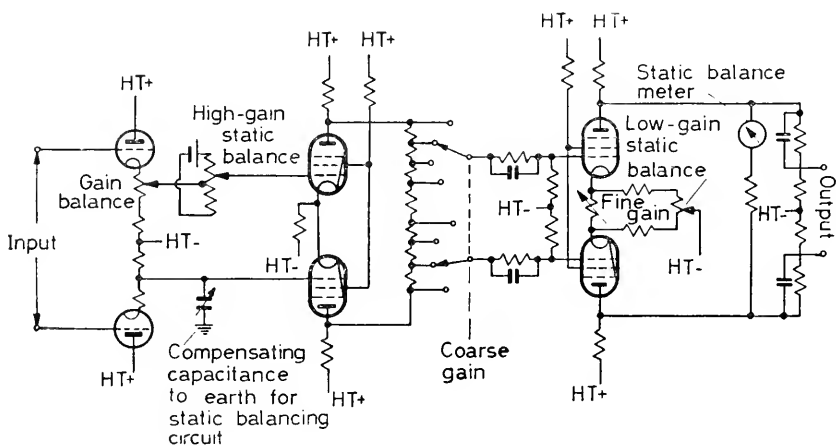 HT+
HT+
HT+
HT+
HT+
Static balance
meter
High-gain
static
balance
Low-gain
static
balance
Gain
balance
Fine
gain
Input
HT-
HT-
HT-
HT-
HT-
Output
HT+
Compensating
capacitance
to earth for
static balancing
circuit
Coarse
gain
HT+
HT+